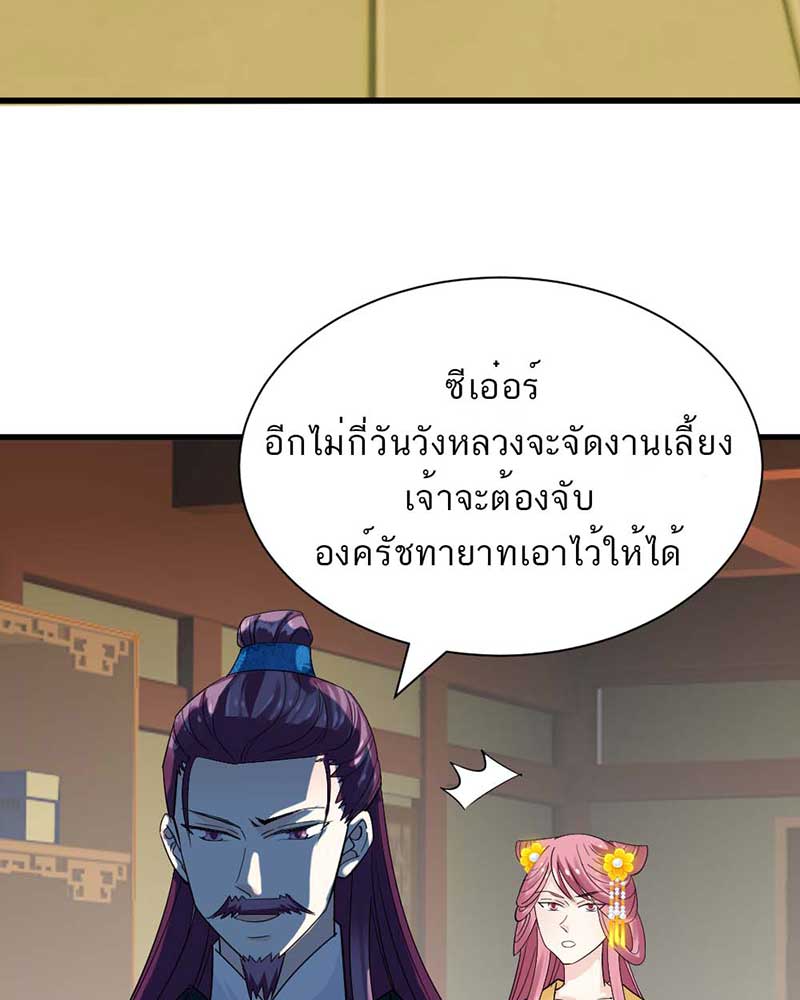 ซีเอ๋อร์
อีกไม่กี่วันวังหลวงจะจัดงานเลี้ยง
เจ้าจะต้องจับ
องค์รัชทายาทเอาไว้ให้ได้